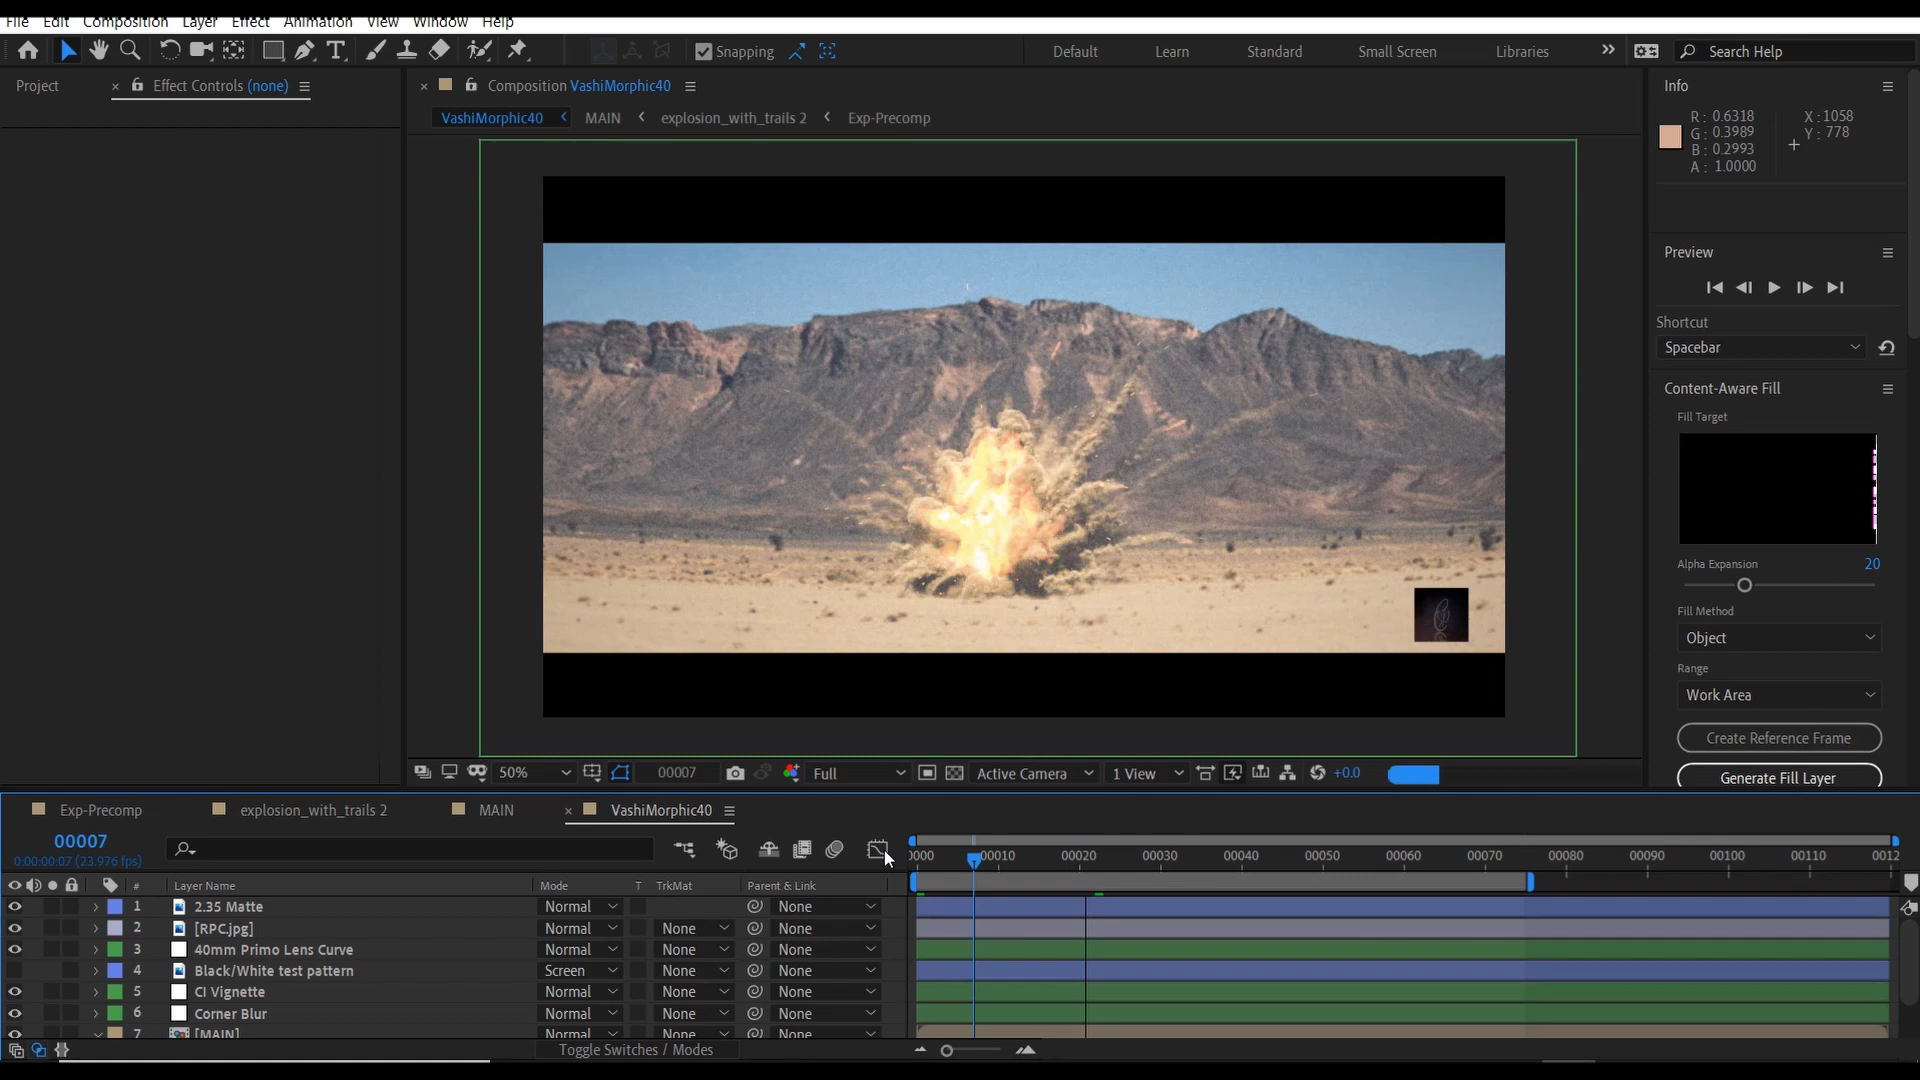 File Edit Composition Layer Effect Animation View Window Help
Snapping Default Learn Standard Small Screen Libraries Search Help
Project Effect Controls (none) Composition VashiMorphic40 Info
VashiMorphic40 MAIN explosion_with_trails 2 Exp-Precomp
R: 0.6318
G: 0.3989
B: 0.2993
A: 1.0000
X: 1058
Y: 778
Preview
Shortcut
Spacebar
Content-Aware Fill
Fill Target
Alpha Expansion 20
Fill Method
Object
Range
Work Area
Create Reference Frame
Generate Fill Layer
50% 00007 Full Active Camera 1 View +0.0
Exp-Precomp explosion_with_trails 2 MAIN VashiMorphic40
00007
0:00:00:07 (23.976 fps)
0000 00010 00020 00030 00040 00050 00060 00070 00080 00090 00100 00110 0012
# Layer Name Mode T TrkMat Parent & Link
1 2.35 Matte Normal None
2 [RPC.jpg] Normal None None
3 40mm Primo Lens Curve Normal None None
4 Black/White test pattern Screen None None
5 CI Vignette Normal None None
6 Corner Blur Normal None None
7 [MAIN] Normal None None
Toggle Switches / Modes